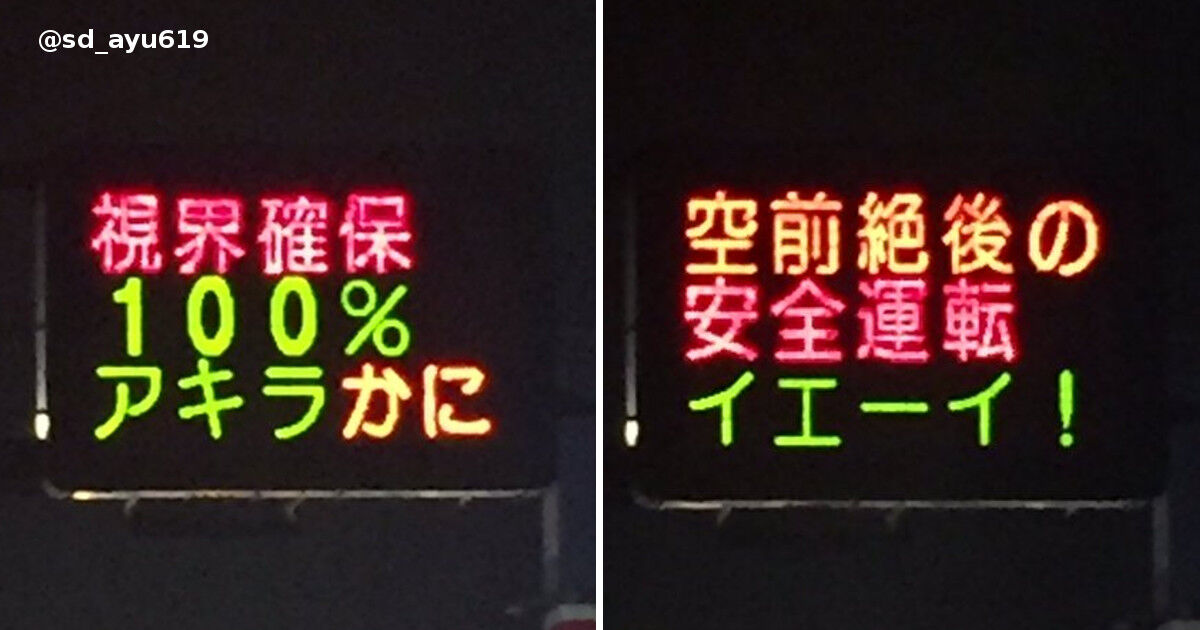 @sd_ayu619
視界確保
100%
アキラかに
空前絶後の
安全運転
イエーイ!